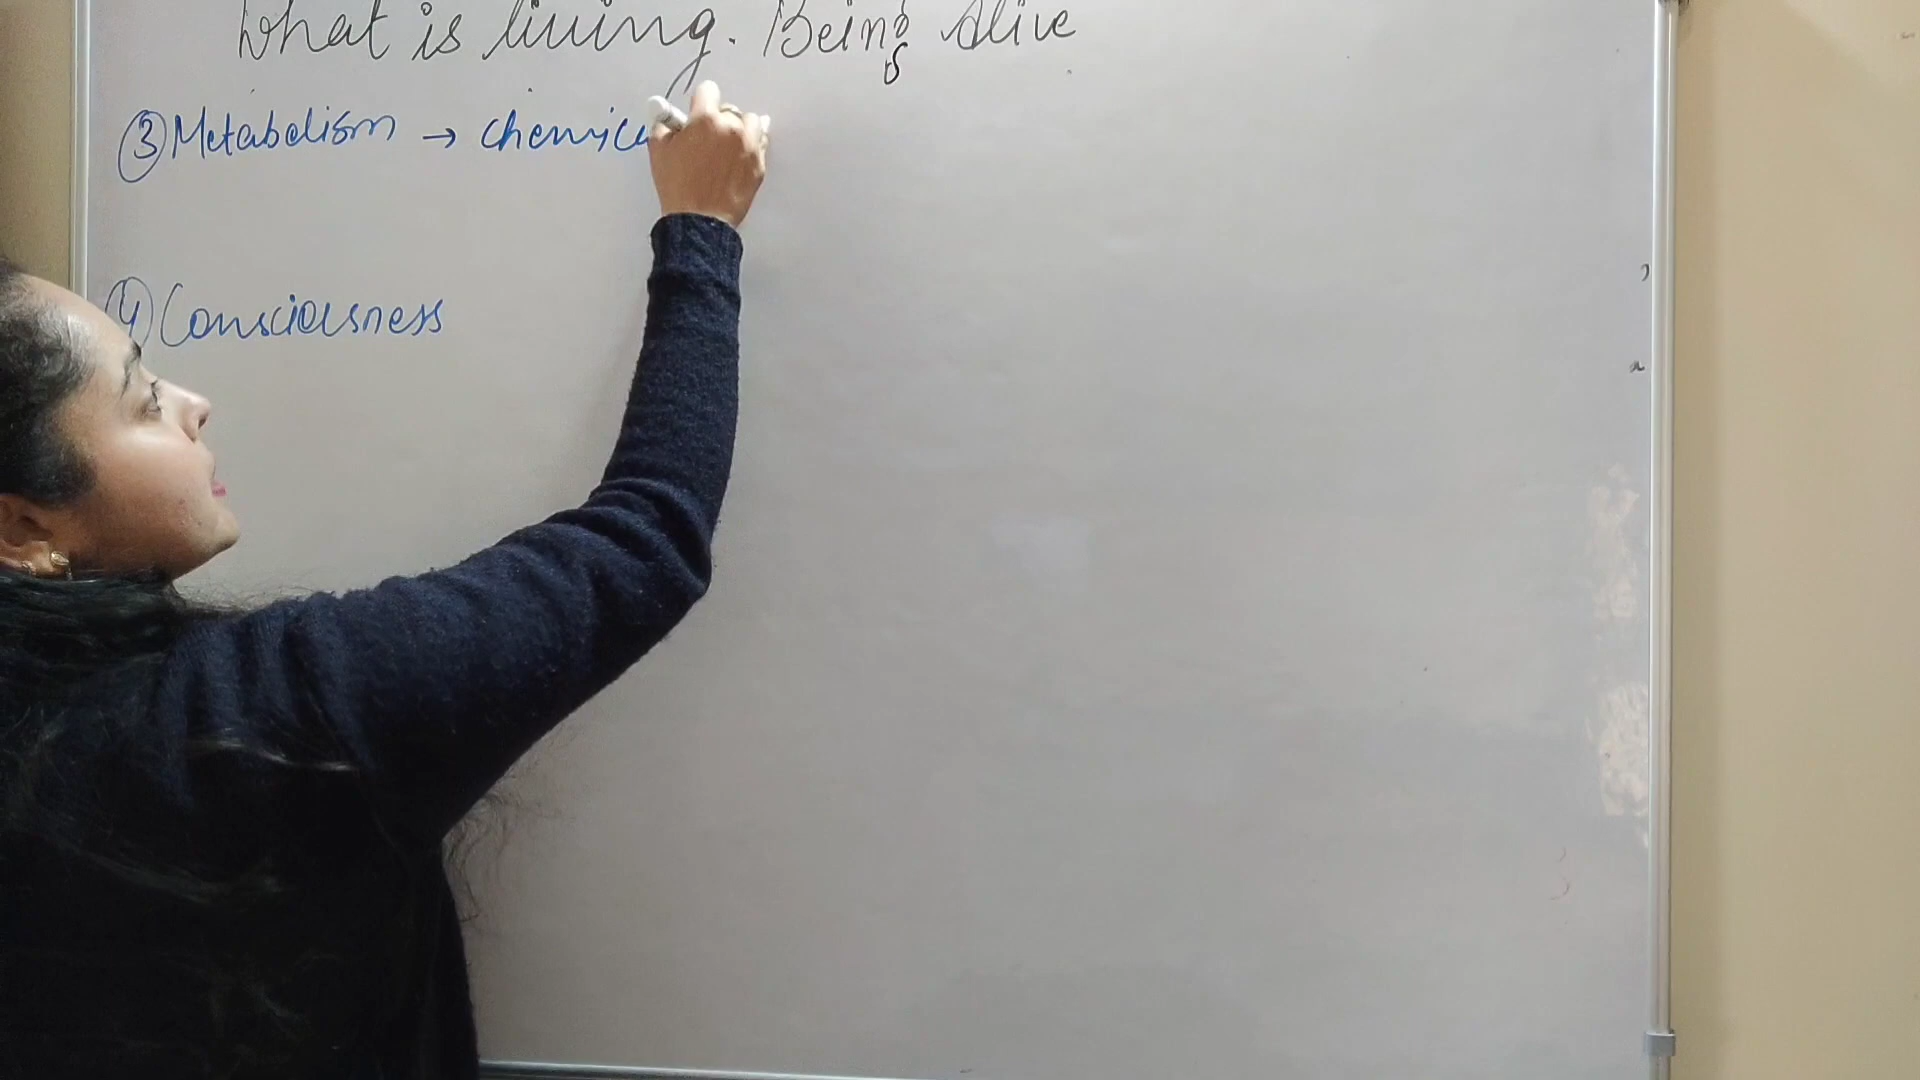 What is living. Being Alive
③ Metabolism → chemica
④ Consciousness